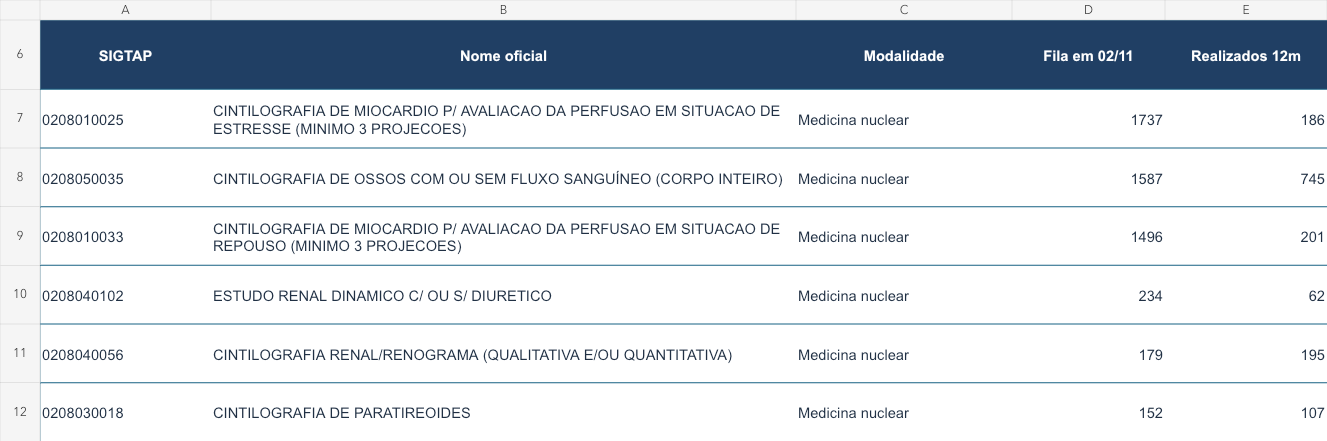 A B C D E
6 SIGTAP Nome oficial Modalidade Fila em 02/11 Realizados 12m
7 0208010025 CINTILOGRAFIA DE MIOCARDIO P/ AVALIACAO DA PERFUSAO EM SITUACAO DE Medicina nuclear 1737 186
ESTRESSE (MINIMO 3 PROJECOES)
8 0208050035 CINTILOGRAFIA DE OSSOS COM OU SEM FLUXO SANGUÍNEO (CORPO INTEIRO) Medicina nuclear 1587 745
9 0208010033 CINTILOGRAFIA DE MIOCARDIO P/ AVALIACAO DA PERFUSAO EM SITUACAO DE Medicina nuclear 1496 201
REPOUSO (MINIMO 3 PROJECOES)
10 0208040102 ESTUDO RENAL DINAMICO C/ OU S/ DIURETICO Medicina nuclear 234 62
11 0208040056 CINTILOGRAFIA RENAL/RENOGRAMA (QUALITATIVA E/OU QUANTITATIVA) Medicina nuclear 179 195
12 0208030018 CINTILOGRAFIA DE PARATIREOIDES Medicina nuclear 152 107